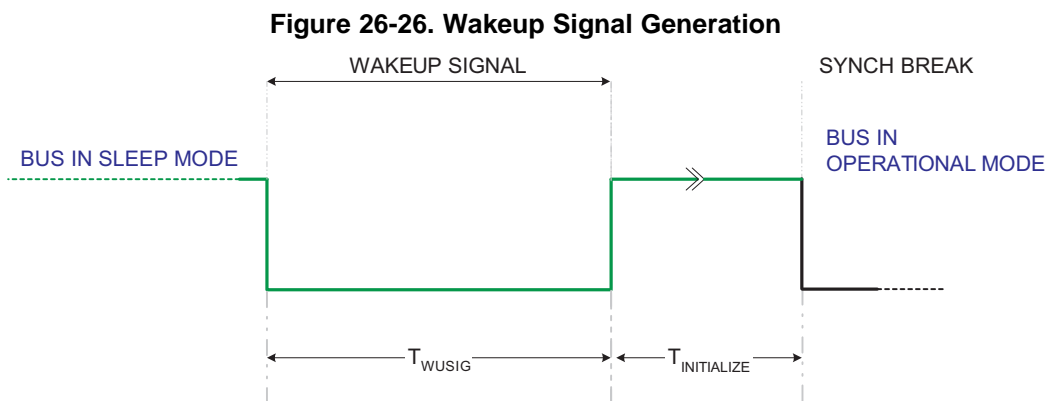 Figure 26-26. Wakeup Signal Generation
WAKEUP SIGNAL
SYNCH BREAK
BUS IN SLEEP MODE
BUS IN
OPERATIONAL MODE
TWUSIG
TINITIALIZE